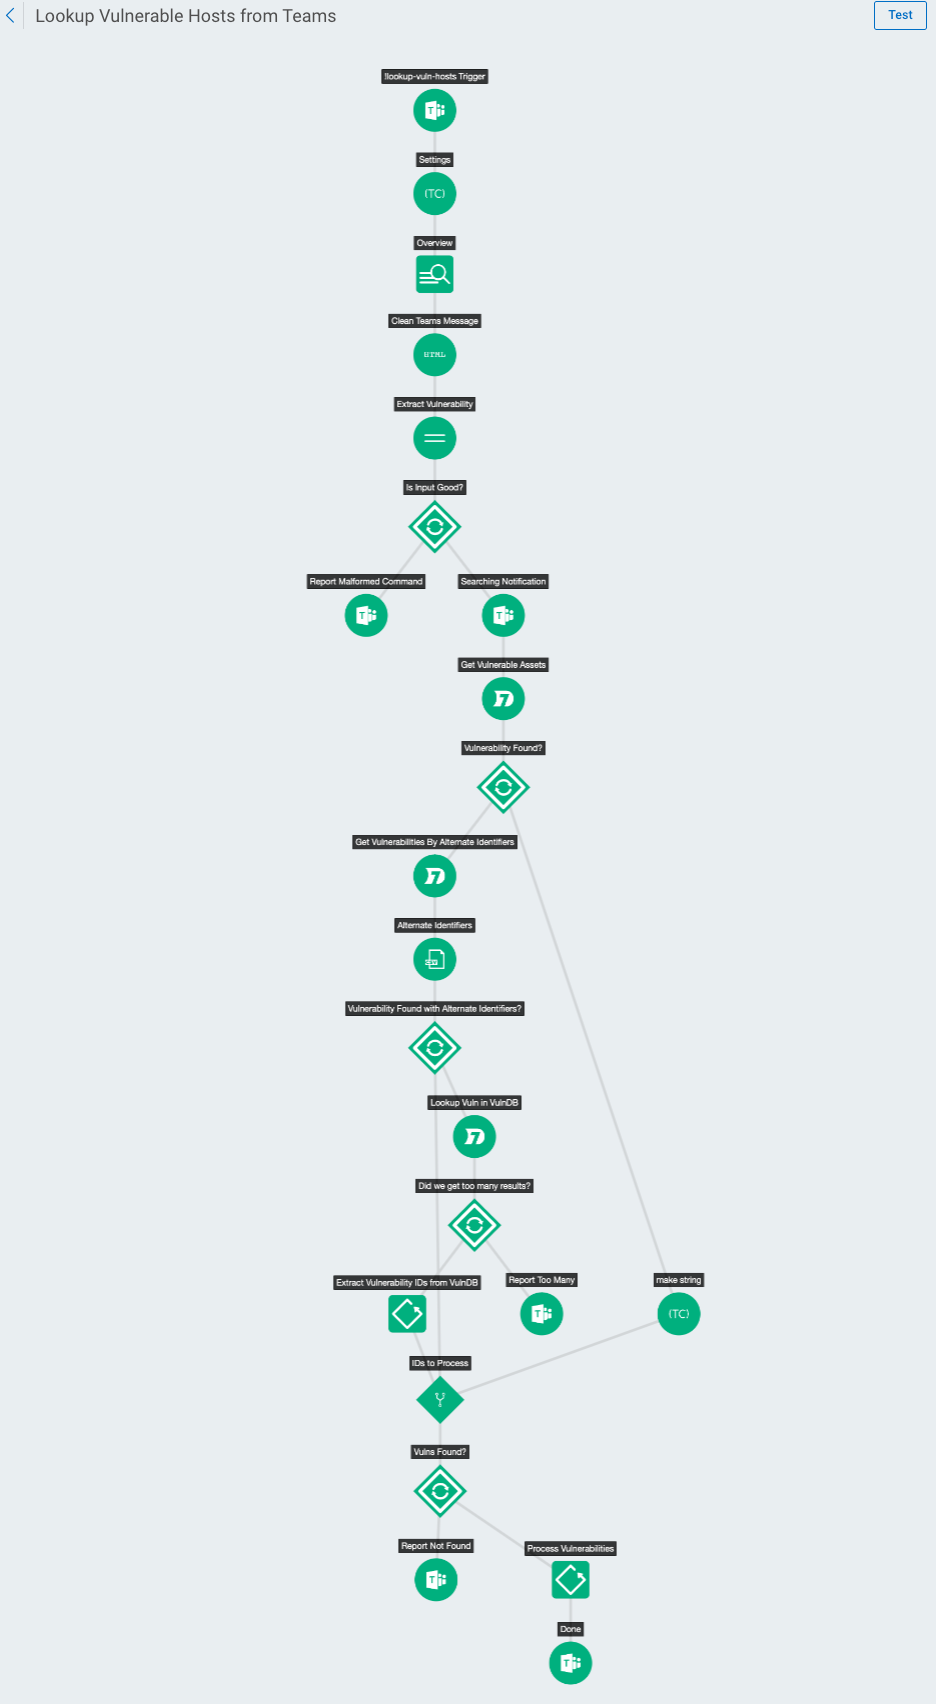 Lookup Vulnerable Hosts from Teams
Test
!lookup-vuln-hosts Trigger
Settings
(TC)
Overview
Clean Teams Message
HTML
Extract Vulnerability
Is Input Good?
Report Malformed Command
Searching Notification
Get Vulnerable Assets
Vulnerability Found?
Get Vulnerabilities By Alternate Identifiers
Alternate Identifiers
Vulnerability Found with Alternate Identifiers?
Lookup Vuln in VulnDB
Did we get too many results?
Extract Vulnerability IDs from VulnDB
Report Too Many
make string
(TC)
IDs to Process
Vulns Found?
Report Not Found
Process Vulnerabilities
Done